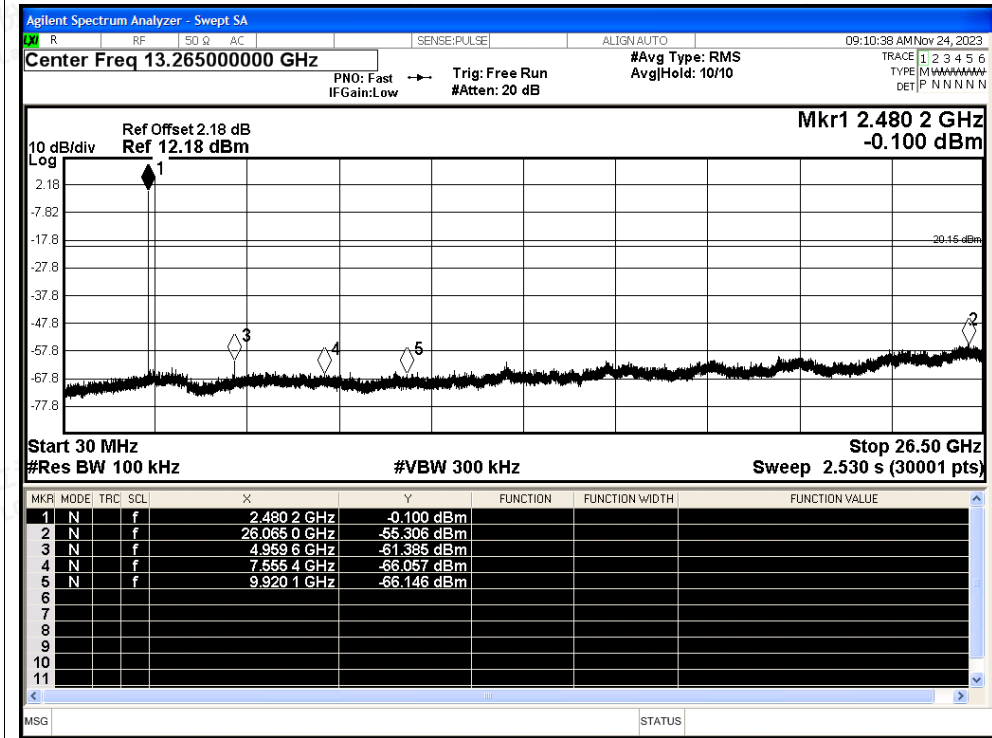 Agilent Spectrum Analyzer - Swept SA
LXI R RF 50 Ω AC SENSE:PULSE ALIGN AUTO 09:10:38 AM Nov 24, 2023
Center Freq 13.265000000 GHz
PNO: Fast
IFGain:Low
Trig: Free Run
#Atten: 20 dB
#Avg Type: RMS
Avg|Hold: 10/10
TRACE 1 2 3 4 5 6
TYPE M WWWWW
DET P N N N N N
Mkr1 2.480 2 GHz
-0.100 dBm
Ref Offset 2.18 dB
10 dB/div Ref 12.18 dBm
Log
1
2.18
-7.82
-17.8
20.15 dBm
-27.8
-37.8
-47.8
2
3
4
5
-57.8
-67.8
-77.8
Start 30 MHz Stop 26.50 GHz
#Res BW 100 kHz #VBW 300 kHz Sweep 2.530 s (30001 pts)
MKR MODE TRC SCL X Y FUNCTION FUNCTION WIDTH FUNCTION VALUE
1 N f 2.480 2 GHz -0.100 dBm
2 N f 26.065 0 GHz -55.306 dBm
3 N f 4.959 6 GHz -61.385 dBm
4 N f 7.555 4 GHz -66.057 dBm
5 N f 9.920 1 GHz -66.146 dBm
6
7
8
9
10
11
MSG STATUS